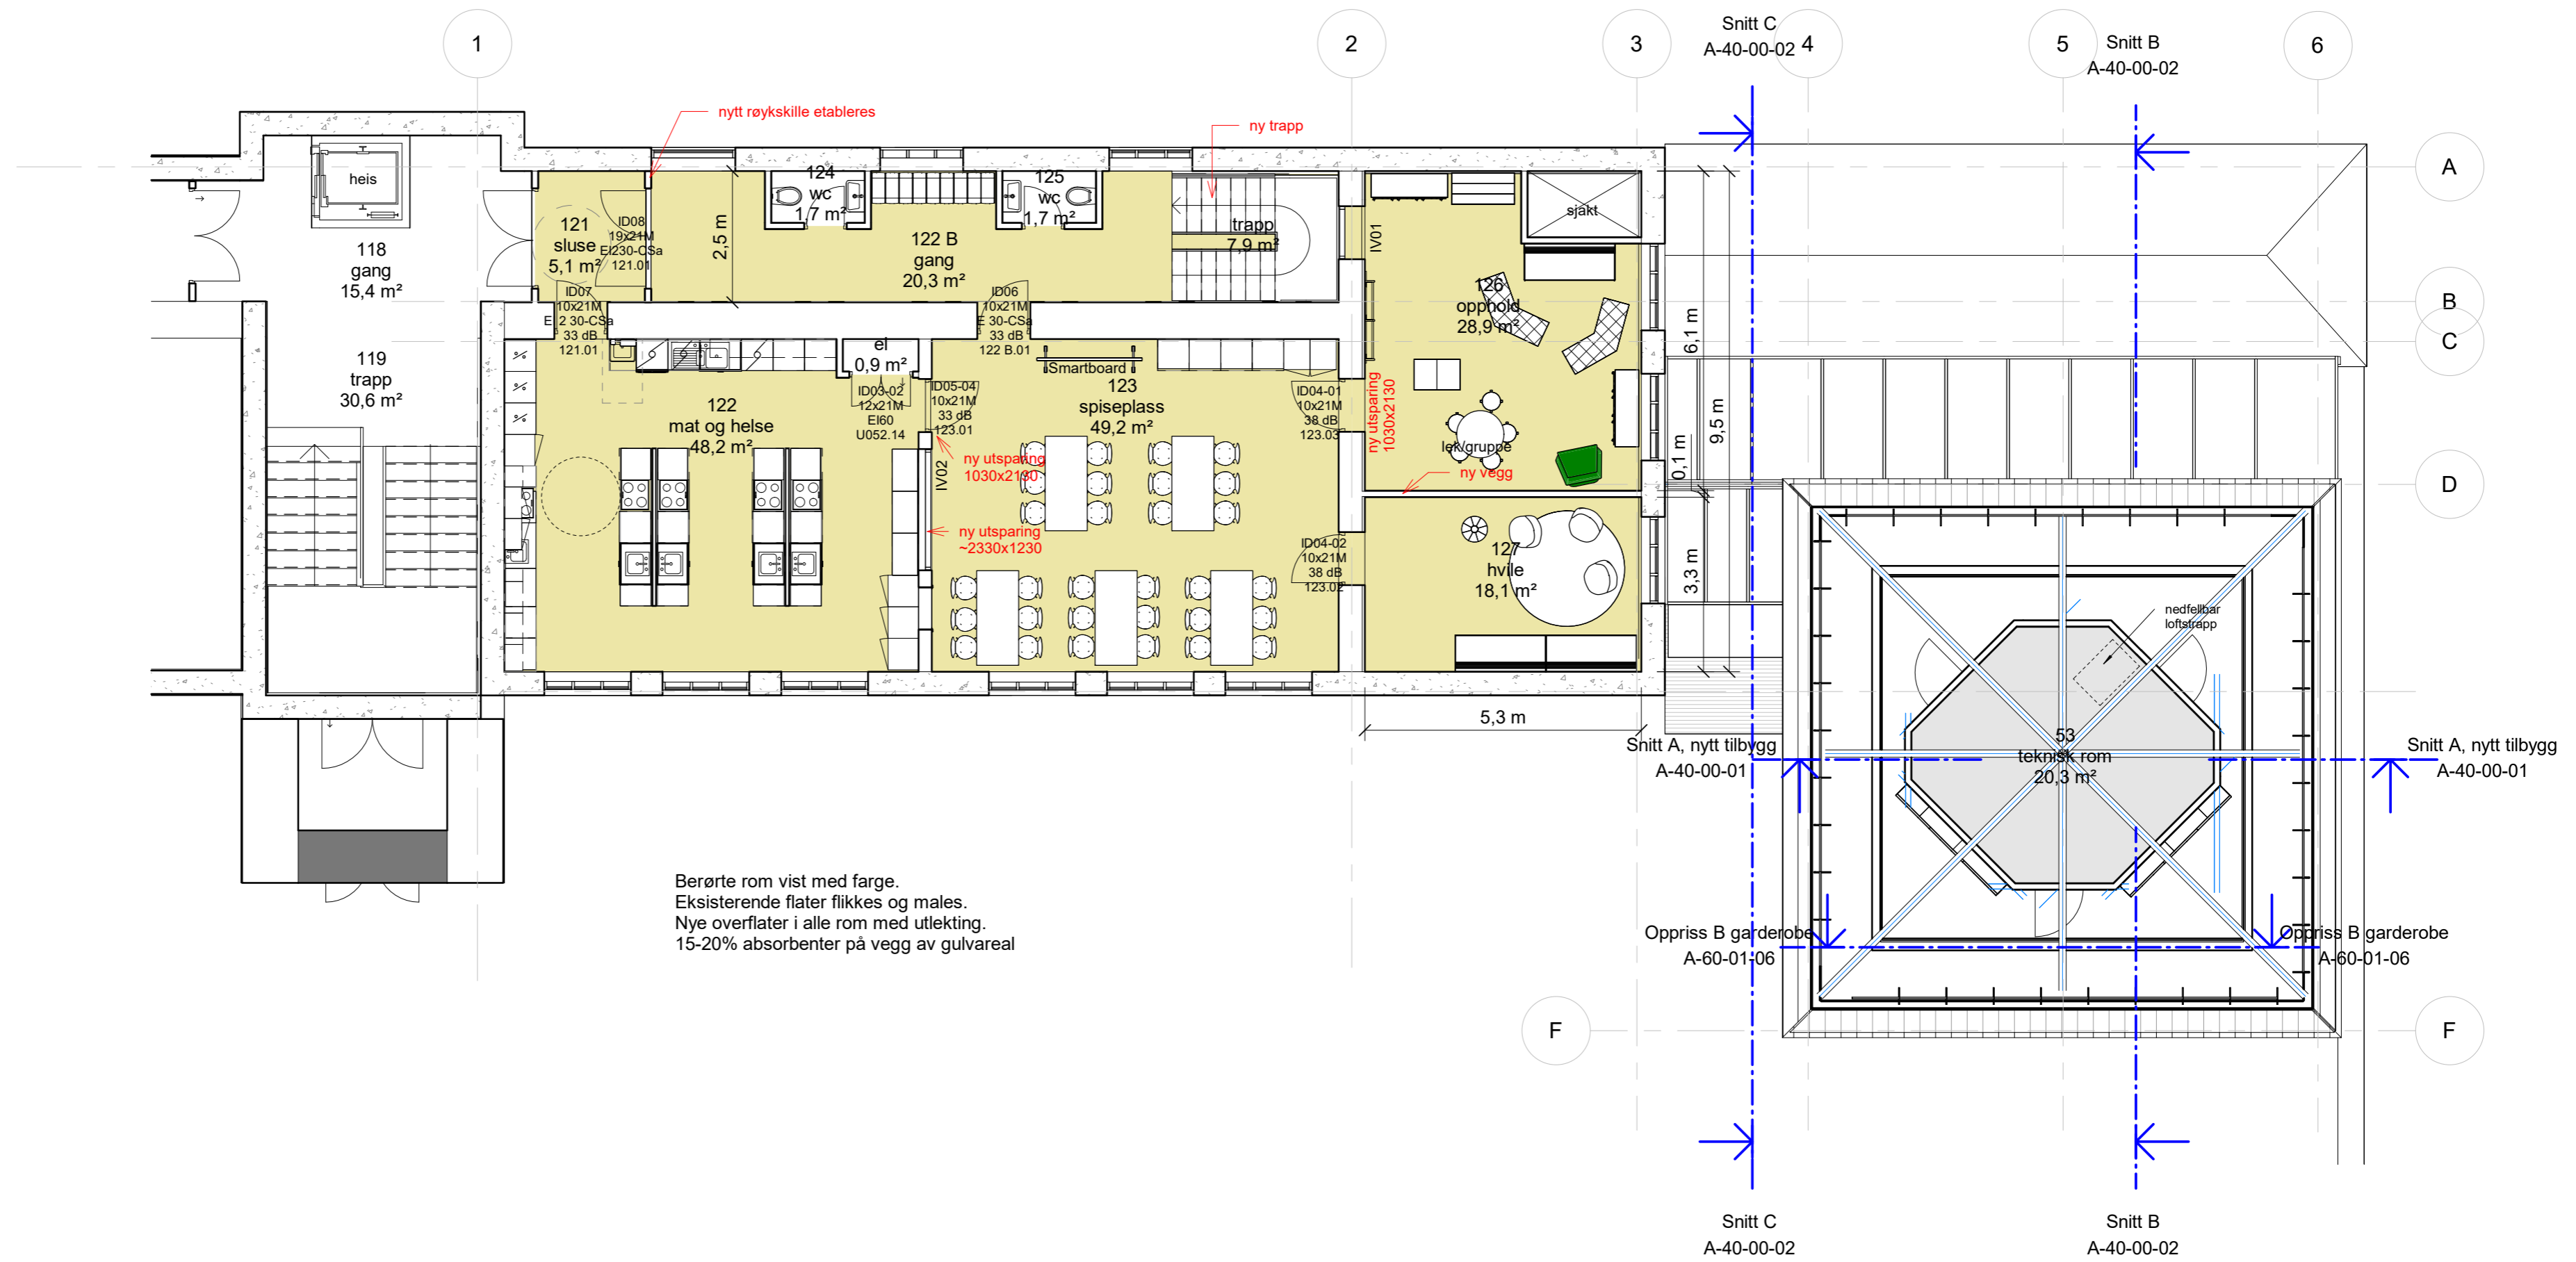 Snitt C
A-40-00-02
Snitt B
A-40-00-02
1
2
3
4
5
6
A
B
C
D
F
F
nytt røykskille etableres
ny trapp
heis
118
gang
15,4 m²
119
trapp
30,6 m²
121
sluse
5,1 m²
ID08
19x21M
EI230-CSa
121.01
2,5 m
124
wc
1,7 m²
122 B
gang
20,3 m²
125
wc
1,7 m²
trapp
7,9 m²
IV01
sjakt
126
opphold
28,9 m²
ID07
10x21M
E 2 30-CSa
33 dB
121.01
ID06
10x21M
E 30-CSa
33 dB
122 B.01
el
0,9 m²
Smartboard
122
mat og helse
48,2 m²
ID03-02
12x21M
EI60
U052.14
ID05-04
10x21M
33 dB
123.01
123
spiseplass
49,2 m²
ID04-01
10x21M
38 dB
123.03
ny utsparing
1030x2130
lek/gruppe
ny vegg
6,1 m
9,5 m
0,1 m
3,3 m
IV02
ny utsparing
1030x2130
ny utsparing
~2330x1230
ID04-02
10x21M
38 dB
123.02
127
hvile
18,1 m²
5,3 m
nedfellbar
loftstrapp
53
teknisk rom
20,3 m²
Snitt A, nytt tilbygg
A-40-00-01
Snitt A, nytt tilbygg
A-40-00-01
Berørte rom vist med farge.
Eksisterende flater flikkes og males.
Nye overflater i alle rom med utlekting.
15-20% absorbenter på vegg av gulvareal
Oppriss B garderobe
A-60-01-06
Oppriss B garderobe
A-60-01-06
Snitt C
A-40-00-02
Snitt B
A-40-00-02